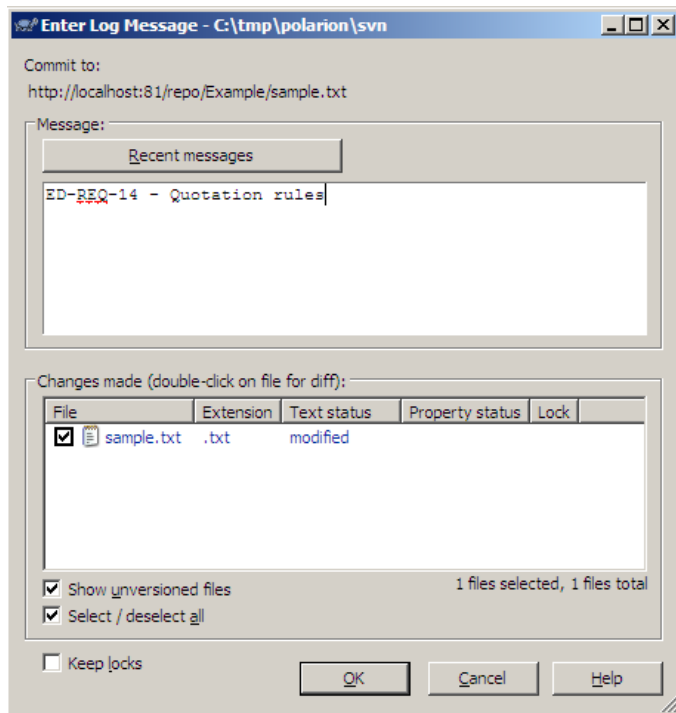 Enter Log Message - C:\tmp\polarion\svn
Commit to:
http://localhost:81/repo/Example/sample.txt
Message:
Recent messages
ED-REQ-14 - Quotation rules
Changes made (double-click on file for diff):
File Extension Text status Property status Lock
sample.txt .txt modified
Show unversioned files 1 files selected, 1 files total
Select / deselect all
Keep locks
OK Cancel Help